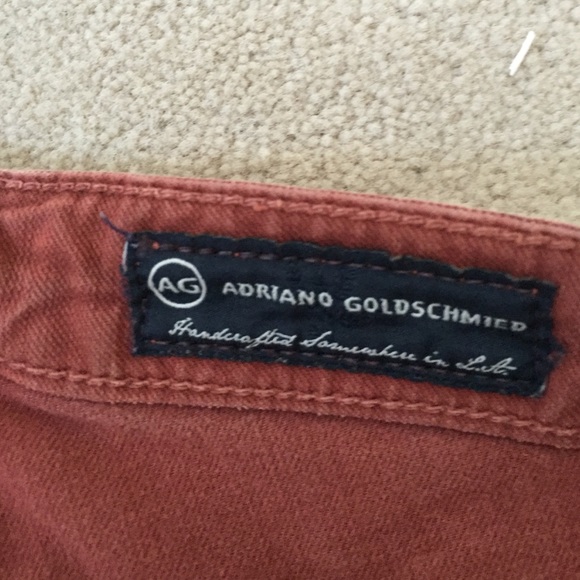 AG
ADRIANO GOLDSCHMIED
Handcrafted Somewhere in L.A.